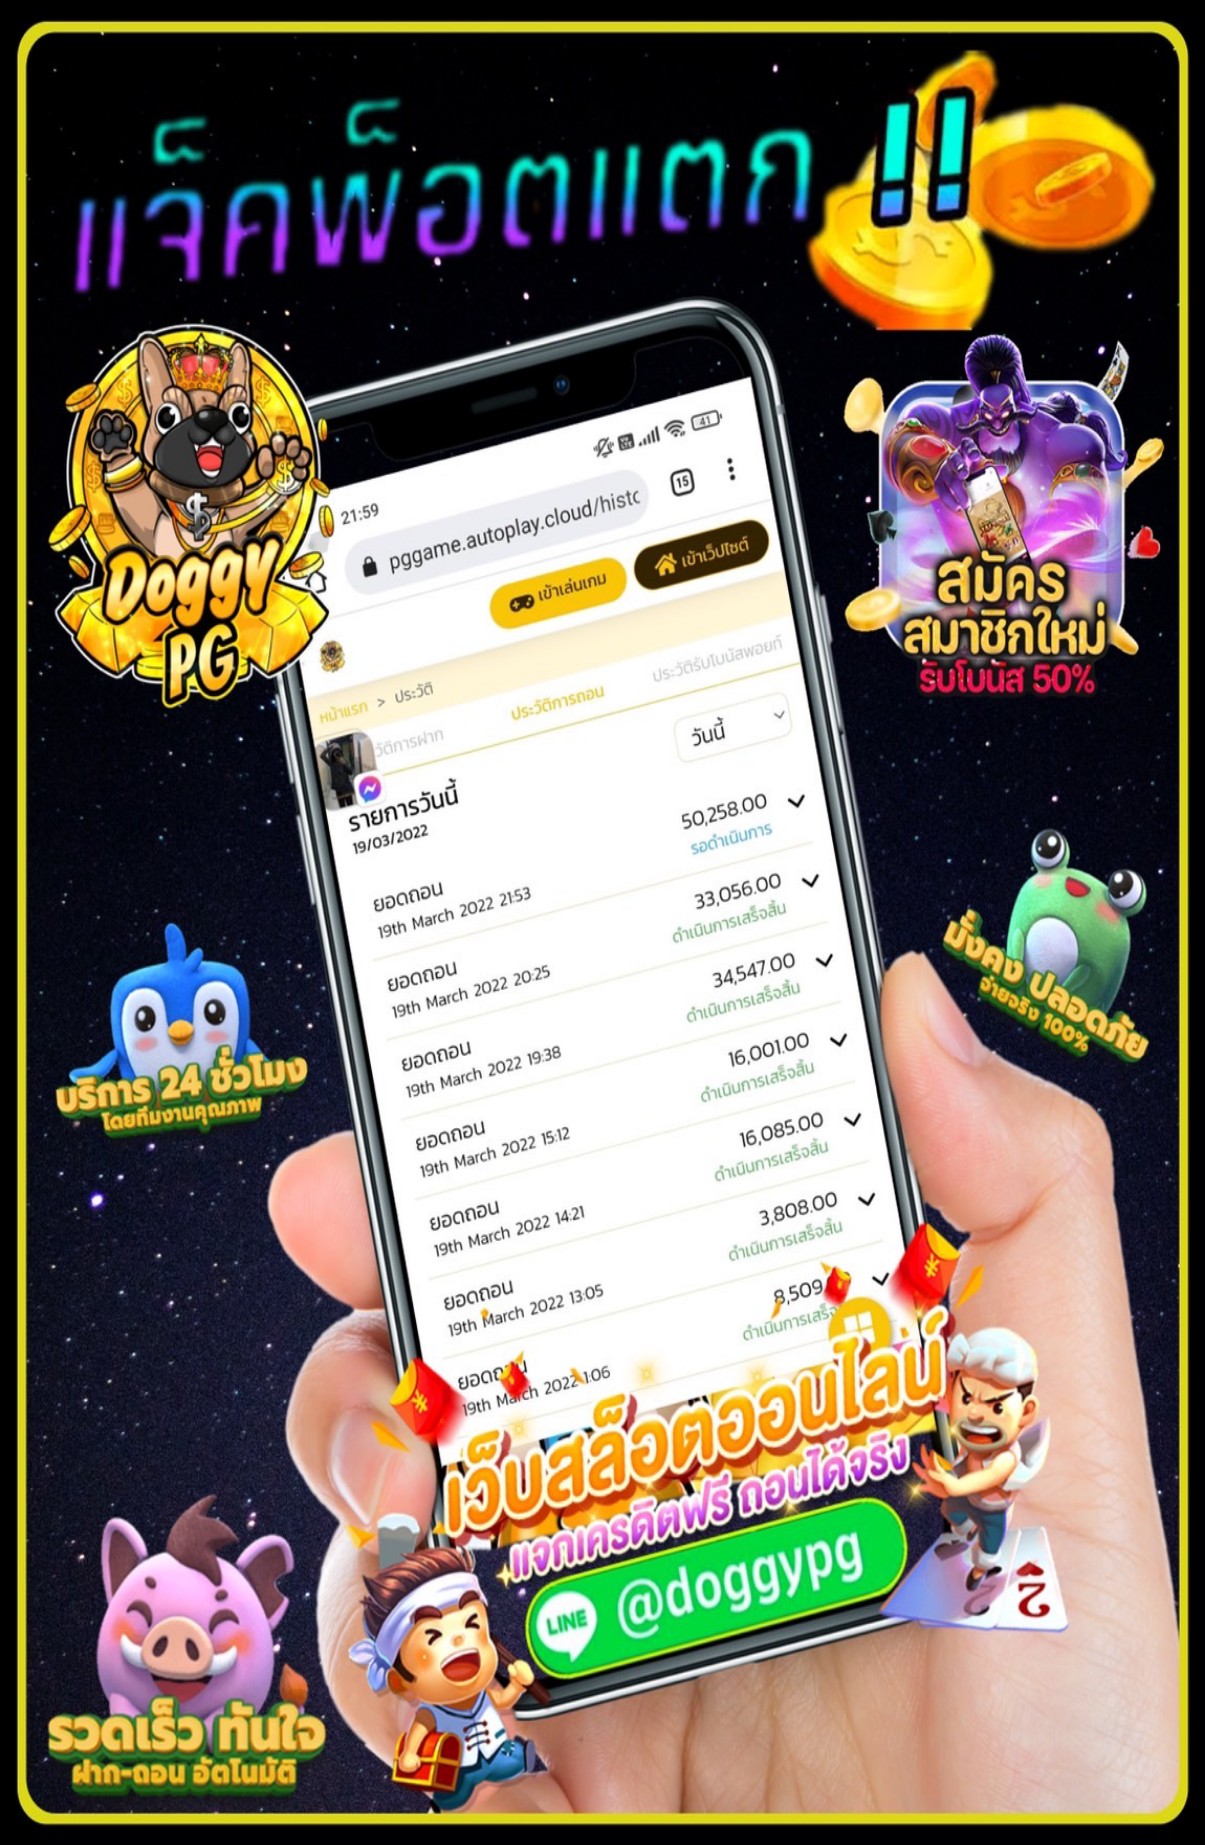 แจ็คพ็อตแตก !!
Doggy
PG
สมัคร
สมาชิกใหม่
รับโบนัส 50%
21:59
41
pggame.autoplay.cloud/histo
15
เข้าเล่นเกม
เข้าเว็ปไซต์
หน้าแรก > ประวัติ
วัติการฝาก
ประวัติการถอน
ประวัติรับโบนัสพอยท์
รายการวันนี้
19/03/2022
วันนี้
ยอดถอน
19th March 2022 21:53
50,258.00
รอดำเนินการ
ยอดถอน
19th March 2022 20:25
33,056.00
ดำเนินการเสร็จสิ้น
ยอดถอน
19th March 2022 19:38
34,547.00
ดำเนินการเสร็จสิ้น
ยอดถอน
19th March 2022 15:12
16,001.00
ดำเนินการเสร็จสิ้น
ยอดถอน
19th March 2022 14:21
16,085.00
ดำเนินการเสร็จสิ้น
ยอดถอน
19th March 2022 13:05
3,808.00
ดำเนินการเสร็จสิ้น
ยอดถอน
19th March 2022 1:06
8,509
ดำเนินการเสร็จ
บริการ 24 ชั่วโมง
โดยทีมงานคุณภาพ
มั่งคง ปลอดภัย
จ่ายจริง 100%
เว็บสล็อตออนไลน์
แจกเครดิตฟรี ถอนได้จริง
LINE @doggypg
2
2
รวดเร็ว ทันใจ
ฝาก-ถอน อัตโนมัติ